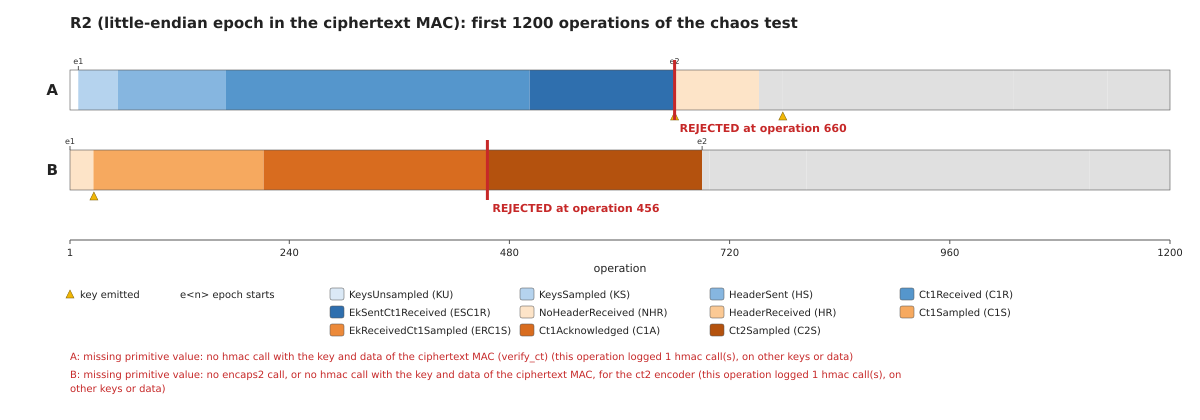 R2 (little-endian epoch in the ciphertext MAC): first 1200 operations of the chaos test
e1
e2
A
REJECTED at operation 660
e1
e2
B
REJECTED at operation 456
1 240 480 720 960 1200
operation
key emitted e<n> epoch starts KeysUnsampled (KU) KeysSampled (KS) HeaderSent (HS) Ct1Received (C1R)
EkSentCt1Received (ESC1R) NoHeaderReceived (NHR) HeaderReceived (HR) Ct1Sampled (C1S)
EkReceivedCt1Sampled (ERC1S) Ct1Acknowledged (C1A) Ct2Sampled (C2S)
A: missing primitive value: no hmac call with the key and data of the ciphertext MAC (verify_ct) (this operation logged 1 hmac call(s), on other keys or data)
B: missing primitive value: no encaps2 call, or no hmac call with the key and data of the ciphertext MAC, for the ct2 encoder (this operation logged 1 hmac call(s), on
other keys or data)